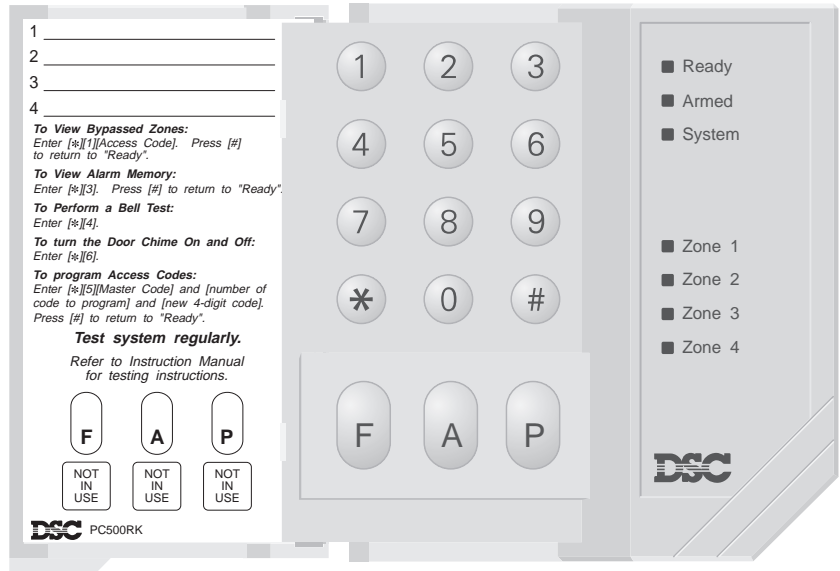 1
2
3
4
To View Bypassed Zones:
Enter [✻][1][Access Code]. Press [#]
to return to "Ready".
To View Alarm Memory:
Enter [✻][3]. Press [#] to return to "Ready".
To Perform a Bell Test:
Enter [✻][4].
To turn the Door Chime On and Off:
Enter [✻][6].
To program Access Codes:
Enter [✻][5][Master Code] and [number of
code to program] and [new 4-digit code].
Press [#] to return to "Ready".
Test system regularly.
Refer to Instruction Manual
for testing instructions.
F A P
NOT IN USE NOT IN USE NOT IN USE
DSC PC500RK
1 2 3
4 5 6
7 8 9
* 0 #
F A P
Ready
Armed
System
Zone 1
Zone 2
Zone 3
Zone 4
DSC